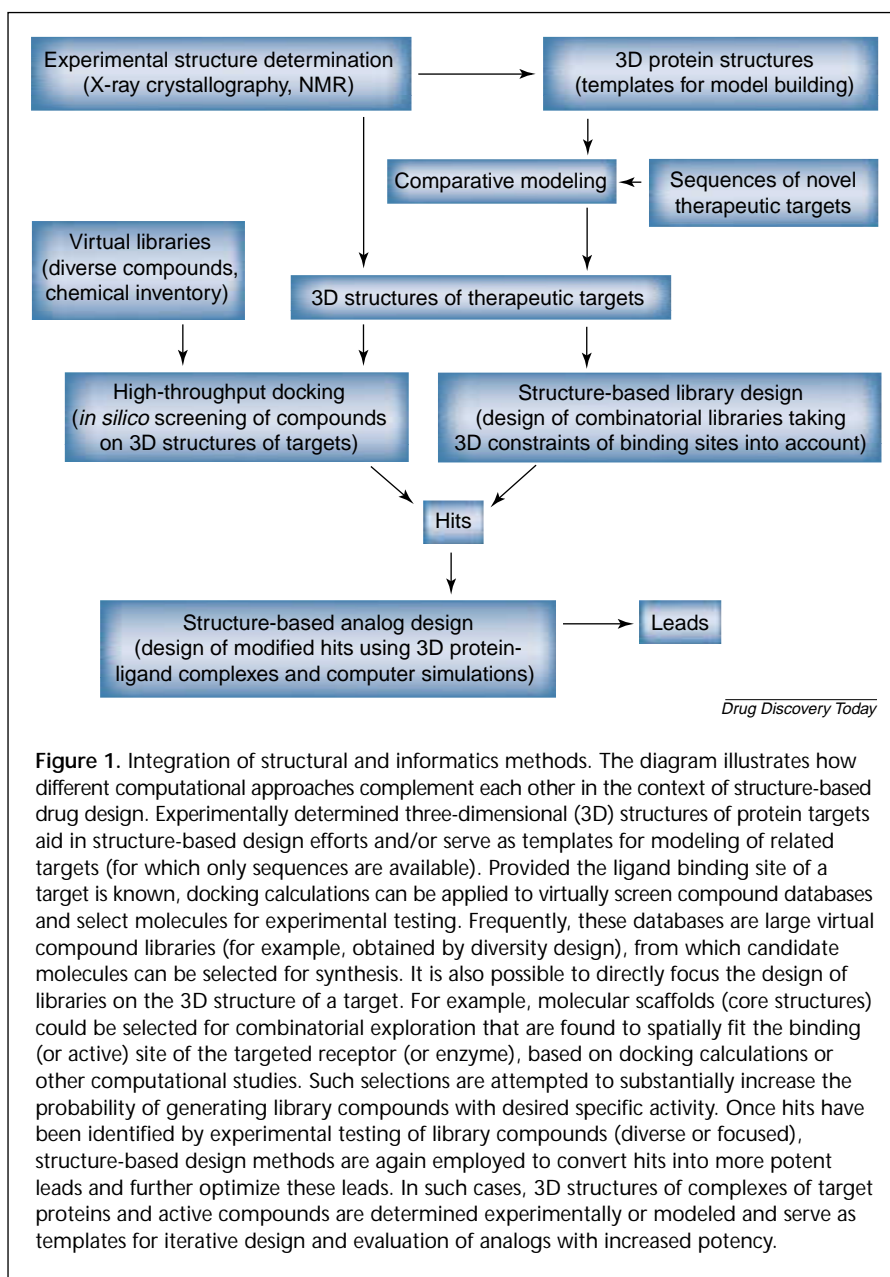 Experimental structure determination
(X-ray crystallography, NMR)
3D protein structures
(templates for model building)
Comparative modeling
Sequences of novel
therapeutic targets
Virtual libraries
(diverse compounds,
chemical inventory)
3D structures of therapeutic targets
High-throughput docking
(in silico screening of compounds
on 3D structures of targets)
Structure-based library design
(design of combinatorial libraries taking
3D constraints of binding sites into account)
Hits
Structure-based analog design
(design of modified hits using 3D protein-
ligand complexes and computer simulations)
Leads
Drug Discovery Today
Figure 1. Integration of structural and informatics methods. The diagram illustrates how
different computational approaches complement each other in the context of structure-based
drug design. Experimentally determined three-dimensional (3D) structures of protein targets
aid in structure-based design efforts and/or serve as templates for modeling of related
targets (for which only sequences are available). Provided the ligand binding site of a
target is known, docking calculations can be applied to virtually screen compound databases
and select molecules for experimental testing. Frequently, these databases are large virtual
compound libraries (for example, obtained by diversity design), from which candidate
molecules can be selected for synthesis. It is also possible to directly focus the design of
libraries on the 3D structure of a target. For example, molecular scaffolds (core structures)
could be selected for combinatorial exploration that are found to spatially fit the binding
(or active) site of the targeted receptor (or enzyme), based on docking calculations or
other computational studies. Such selections are attempted to substantially increase the
probability of generating library compounds with desired specific activity. Once hits have
been identified by experimental testing of library compounds (diverse or focused),
structure-based design methods are again employed to convert hits into more potent
leads and further optimize these leads. In such cases, 3D structures of complexes of target
proteins and active compounds are determined experimentally or modeled and serve as
templates for iterative design and evaluation of analogs with increased potency.